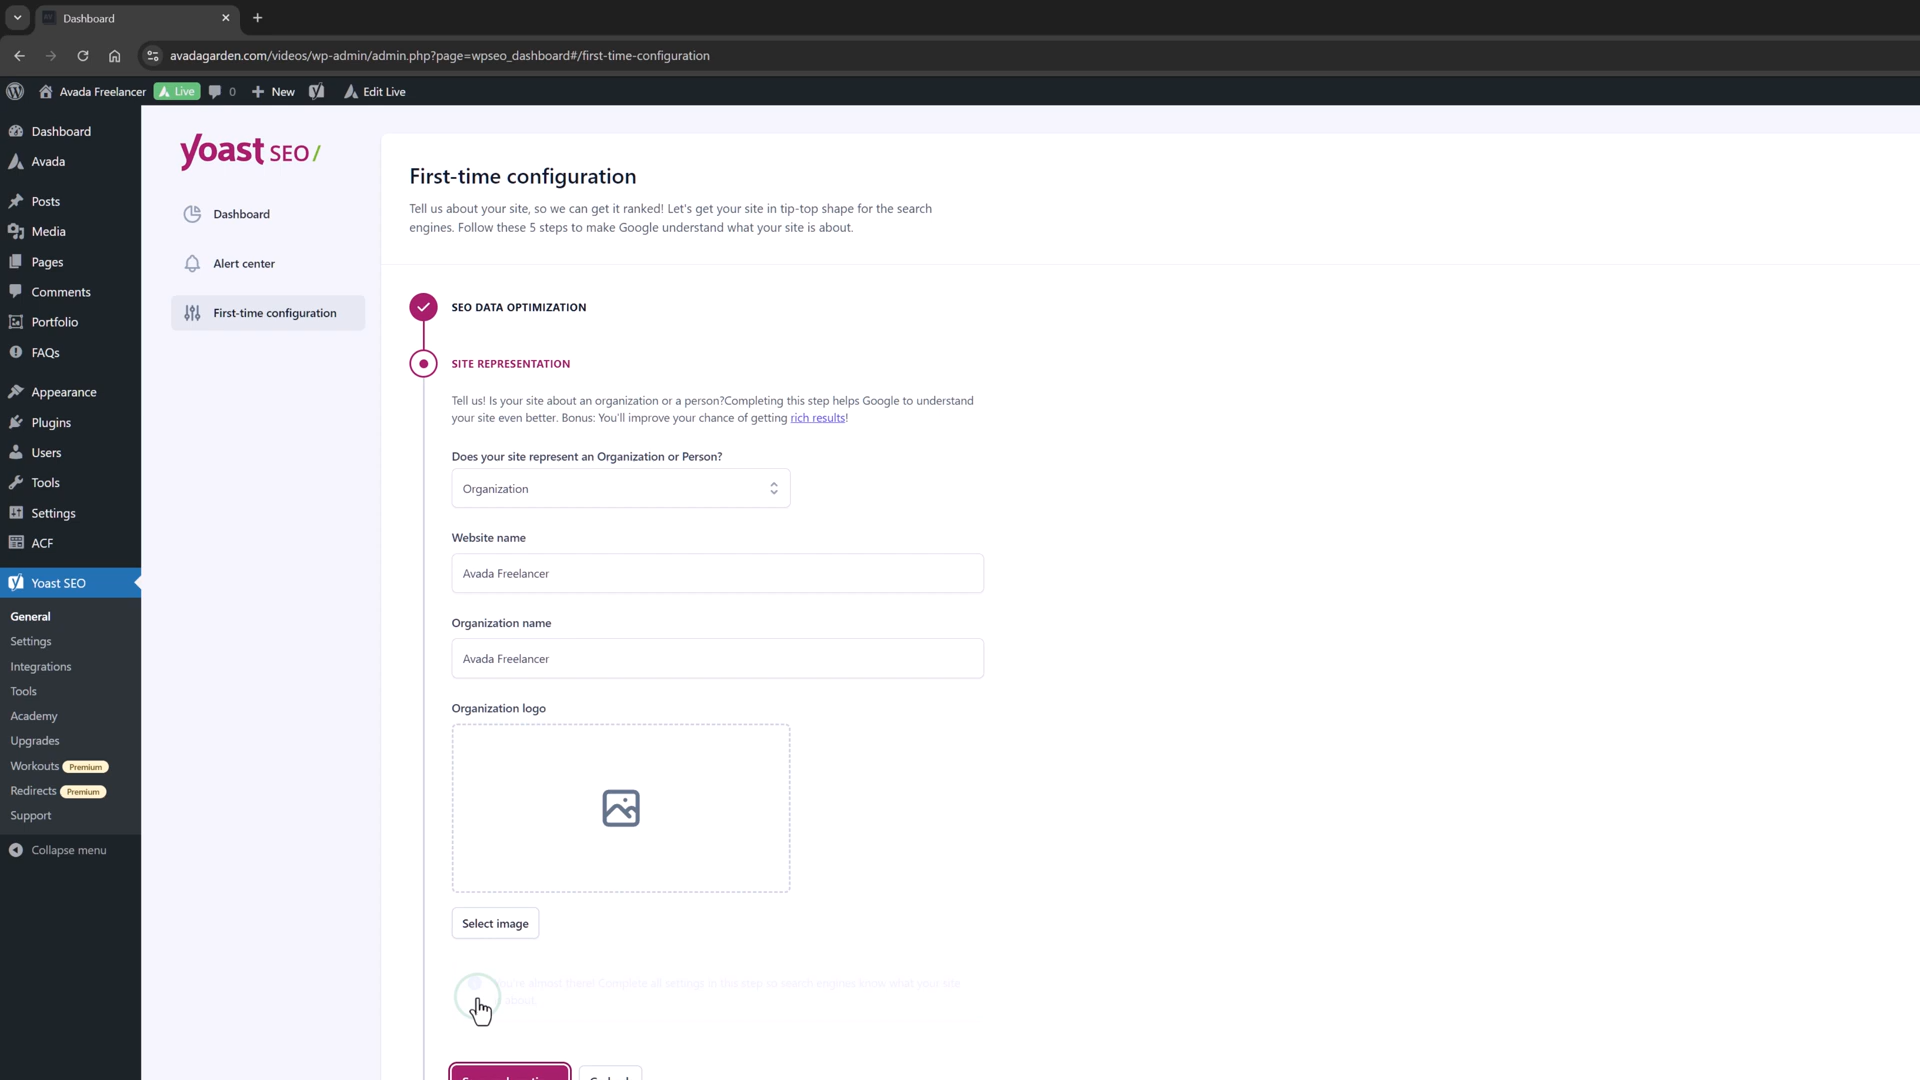 Dashboard
avadagarden.com/videos/wp-admin/admin.php?page=wpseo_dashboard#/first-time-configuration
Avada Freelancer Live 0 New Edit Live
Dashboard
Avada
Posts
Media
Pages
Comments
Portfolio
FAQs
Appearance
Plugins
Users
Tools
Settings
ACF
Yoast SEO
General
Settings
Integrations
Tools
Academy
Upgrades
Workouts Premium
Redirects Premium
Support
Collapse menu
yoast SEO/
Dashboard
Alert center
First-time configuration
First-time configuration
Tell us about your site, so we can get it ranked! Let's get your site in tip-top shape for the search
engines. Follow these 5 steps to make Google understand what your site is about.
SEO DATA OPTIMIZATION
SITE REPRESENTATION
Tell us! Is your site about an organization or a person?Completing this step helps Google to understand
your site even better. Bonus: You'll improve your chance of getting rich results!
Does your site represent an Organization or Person?
Organization
Website name
Avada Freelancer
Organization name
Avada Freelancer
Organization logo
Select image
almost there! Complete all settings in this step so search engines know what your site
about.